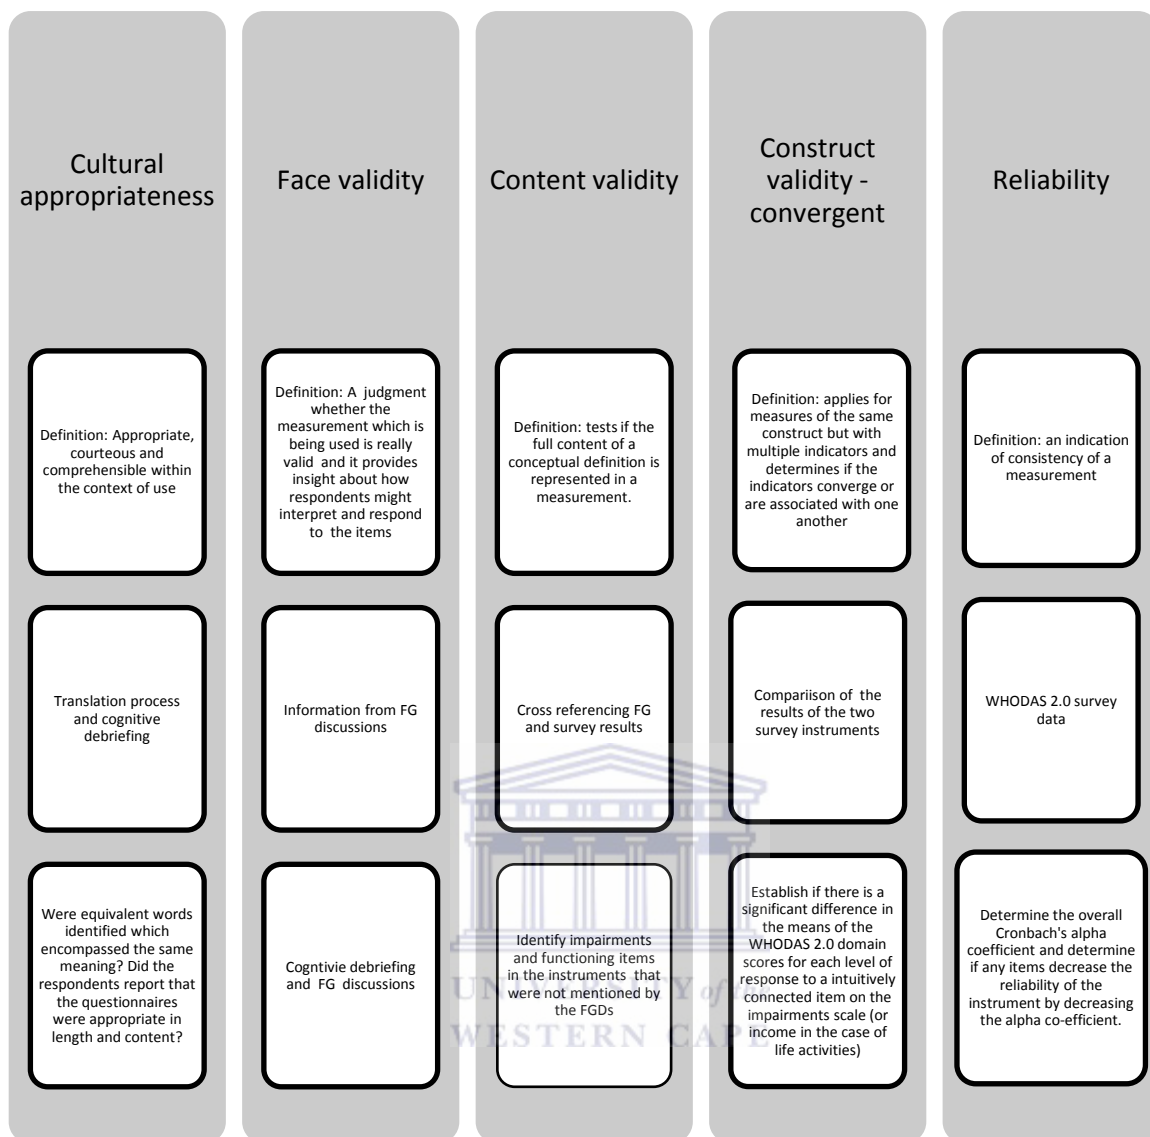 Cultural
appropriateness
Definition: Appropriate,
courteous and
comprehensible within
the context of use
Translation process
and cognitive
debriefing
Were equivalent words
identified which
encompassed the same
meaning? Did the
respondents report that
the questionnaires
were appropriate in
length and content?
Face validity
Definition: A judgment
whether the
measurement which is
being used is really
valid and it provides
insight about how
respondents might
interpret and respond
to the items
Information from FG
discussions
Cogntivie debriefing
and FG discussions
Content validity
Definition: tests if the
full content of a
conceptual definition is
represented in a
measurement.
Cross referencing FG
and survey results
Identify impairments
and functioning items
in the instruments that
were not mentioned by
the FGDs
Construct
validity -
convergent
Definition: applies for
measures of the same
construct but with
multiple indicators and
determines if the
indicators converge or
are associated with one
another
Compariison of the
results of the two
survey instruments
Establish if there is a
significant difference in
the means of the
WHODAS 2.0 domain
scores for each level of
response to a intuitively
connected item on the
impairments scale (or
income in the case of
life activities)
Reliability
Definition: an indication
of consistency of a
measurement
WHODAS 2.0 survey
data
Determine the overall
Cronbach's alpha
coefficient and determine
if any items decrease the
reliability of the
instrument by decreasing
the alpha co-efficient.
UNIVERSITY of the
WESTERN CAPE